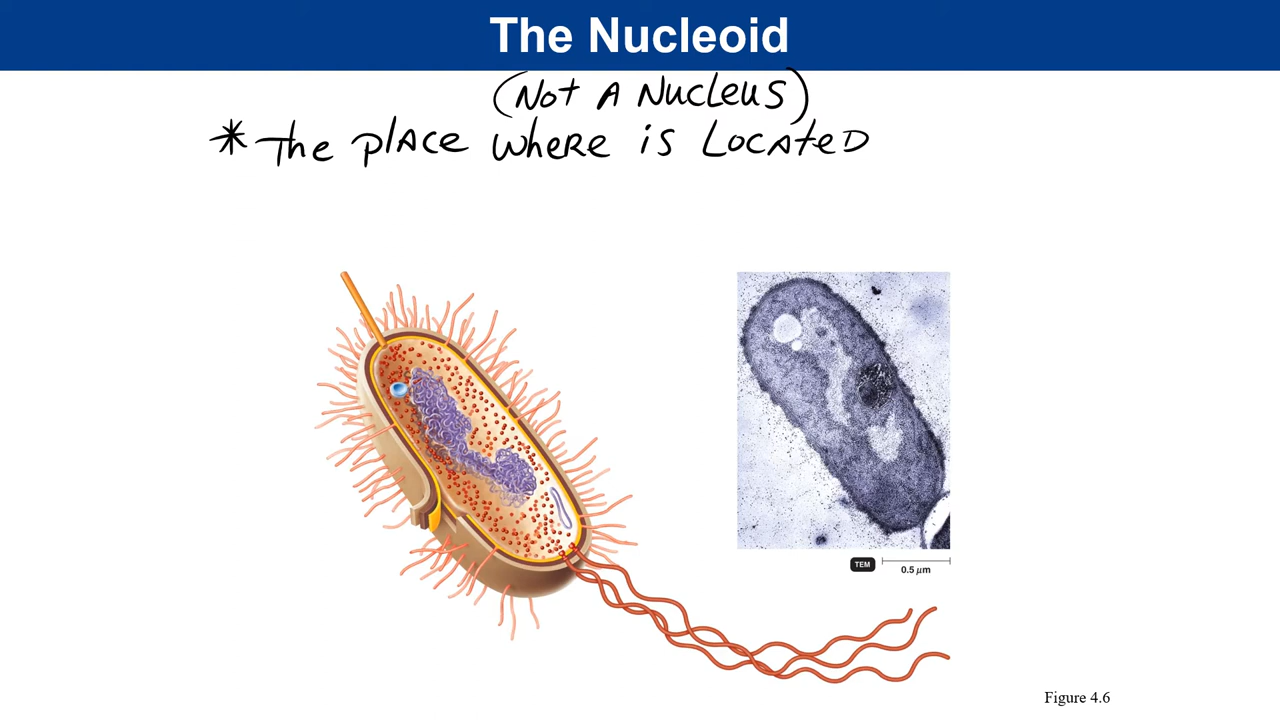 The Nucleoid
(Not A Nucleus)
* The place where is Located
TEM
0.5 μm
Figure 4.6